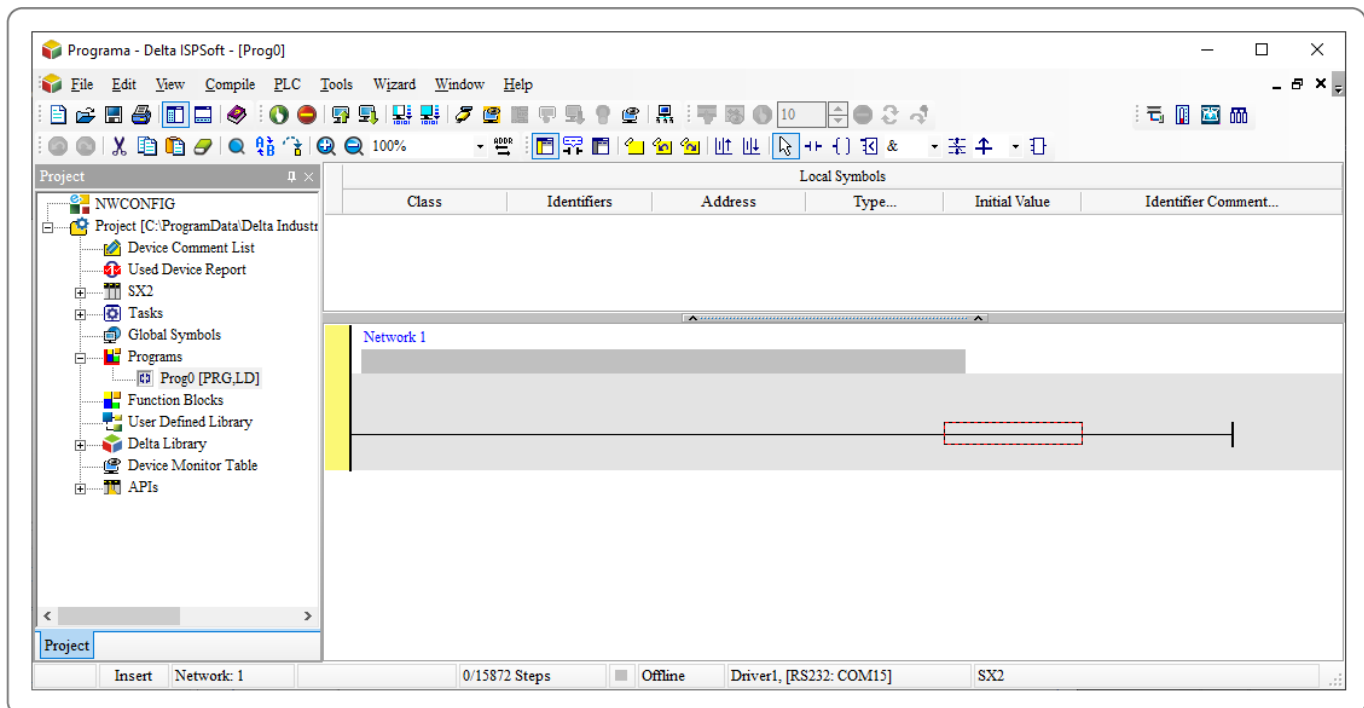 Programa - Delta ISPSoft - [Prog0]
File Edit View Compile PLC Tools Wizard Window Help
10
100% ADDR &
Project
Local Symbols
Class Identifiers Address Type... Initial Value Identifier Comment...
NWCONFIG
Project [C:\ProgramData\Delta Industr
Device Comment List
Used Device Report
SX2
Tasks
Global Symbols
Programs
Prog0 [PRG,LD]
Function Blocks
User Defined Library
Delta Library
Device Monitor Table
APIs
Network 1
Project
Insert Network: 1 0/15872 Steps Offline Driver1, [RS232: COM15] SX2